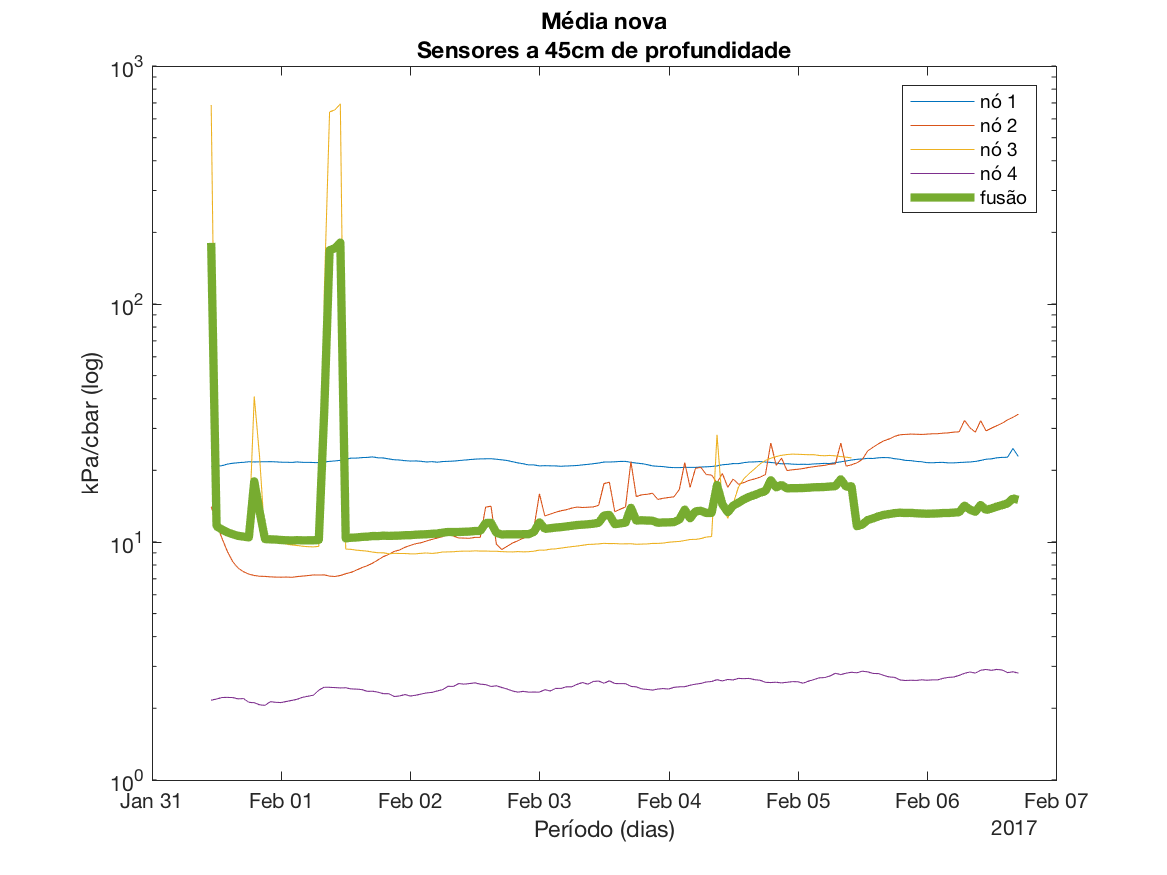 Média nova
Sensores a 45cm de profundidade
10^3
10^2
10^1
10^0
kPa/cbar (log)
nó 1
nó 2
nó 3
nó 4
fusão
Jan 31 Feb 01 Feb 02 Feb 03 Feb 04 Feb 05 Feb 06 Feb 07
Período (dias)
2017